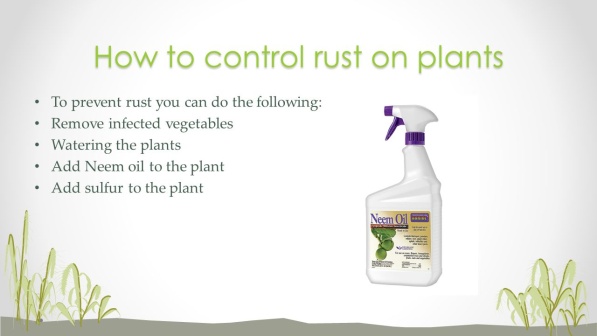 How to control rust on plants
• To prevent rust you can do the following:
• Remove infected vegetables
• Watering the plants
• Add Neem oil to the plant
• Add sulfur to the plant
Neem Oil